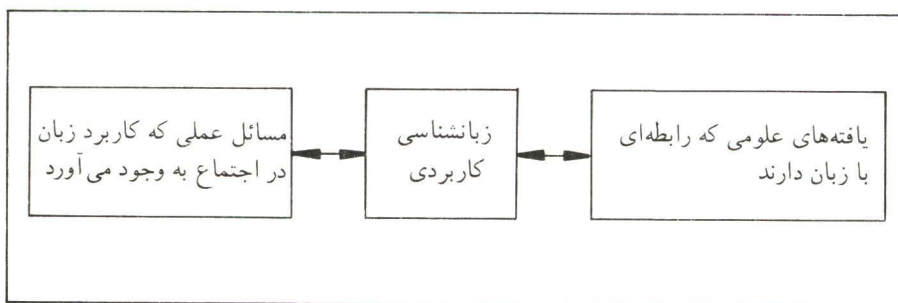 یافته‌های علومی که رابطه‌ای
با زبان دارند
زبانشناسی
کاربردی
مسائل عملی که کاربرد زبان
در اجتماع به وجود می‌آورد